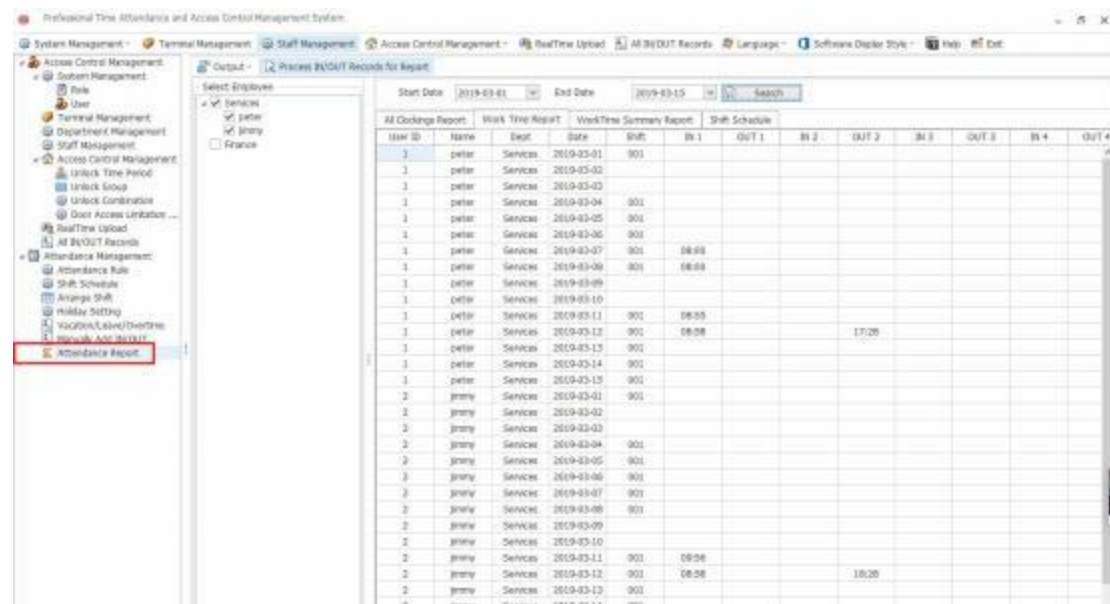 Professional Time Attendance and Access Control Management System
System Management Terminal Management Staff Management Access Control Management RealTime Upload All IN/OUT Records Language Software Display Style Help Exit
Access Control Management
System Management
Role
User
Terminal Management
Department Management
Staff Management
Access Control Management
Unlock Time Period
Unlock Group
Unlock Combination
Door Access Limitation ...
RealTime Upload
All IN/OUT Records
Attendance Management
Attendance Rule
Shift Schedule
Arrange Shift
Holiday Setting
Vacation/Leave/Overtime
Manually Add IN/OUT
Attendance Report
Output Process IN/OUT Records for Report
Select Employee
Services
peter
jimmy
Finance
Start Date 2019-03-01 End Date 2019-03-15 Search
All Clockings Report Work Time Report WorkTime Summary Report Shift Schedule
User ID Name Dept Date Shift IN 1 OUT 1 IN 2 OUT 2 IN 3 OUT 3 IN 4 OUT 4
1 peter Services 2019-03-01 001
1 peter Services 2019-03-02
1 peter Services 2019-03-03
1 peter Services 2019-03-04 001
1 peter Services 2019-03-05 001
1 peter Services 2019-03-06 001
1 peter Services 2019-03-07 001
1 peter Services 2019-03-08 001
1 peter Services 2019-03-09
1 peter Services 2019-03-10
1 peter Services 2019-03-11 001 08:55
1 peter Services 2019-03-12 001 08:58 17:28
1 peter Services 2019-03-13 001
1 peter Services 2019-03-14 001
1 peter Services 2019-03-15 001
2 jimmy Services 2019-03-01 001
2 jimmy Services 2019-03-02
2 jimmy Services 2019-03-03
2 jimmy Services 2019-03-04 001
2 jimmy Services 2019-03-05 001
2 jimmy Services 2019-03-06 001
2 jimmy Services 2019-03-07 001
2 jimmy Services 2019-03-08 001
2 jimmy Services 2019-03-09
2 jimmy Services 2019-03-10
2 jimmy Services 2019-03-11 001
2 jimmy Services 2019-03-12 001 08:58 18:28
2 jimmy Services 2019-03-13 001